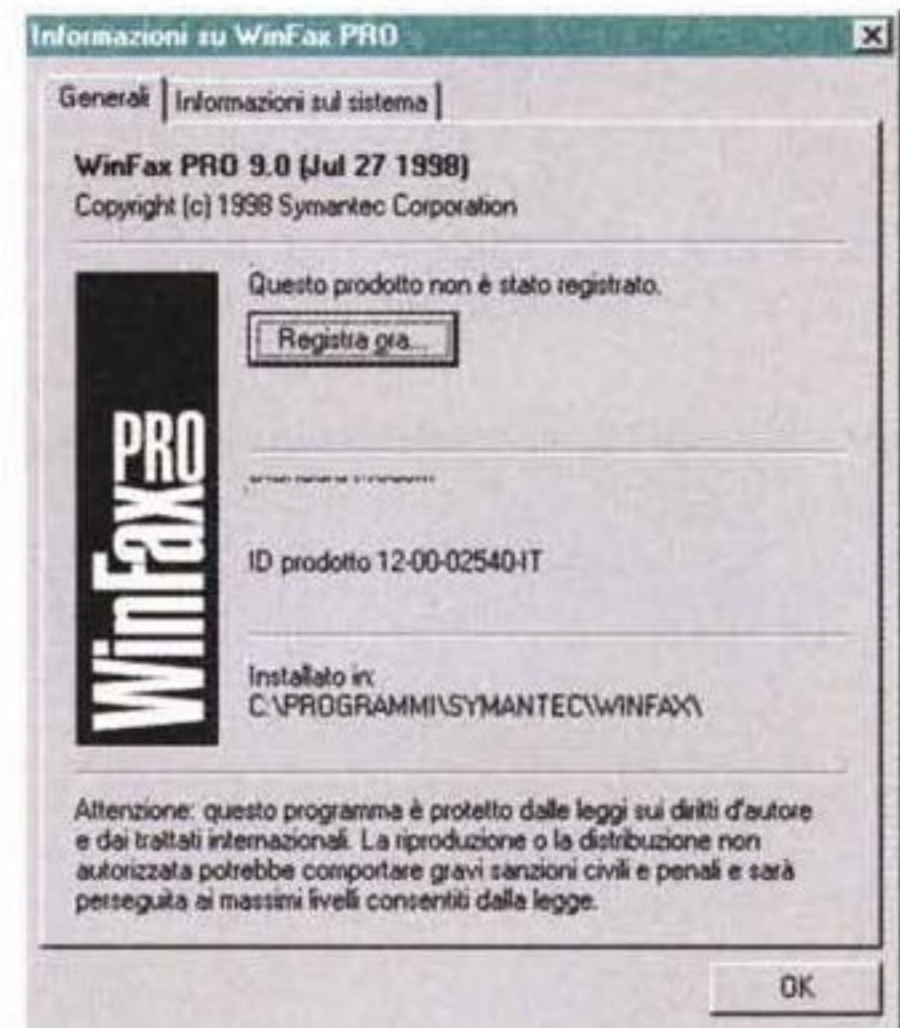 Informazioni su WinFax PRO
Generali
Informazioni sul sistema
WinFax PRO 9.0 (Jul 27 1998)
Copyright (c) 1998 Symantec Corporation
Questo prodotto non è stato registrato.
Registra ora...
WinFax PRO
ID prodotto 12-00-02540-IT
Installato in:
C:\PROGRAMMI\SYMANTEC\WINFAX\
Attenzione: questo programma è protetto dalle leggi sui diritti d'autore
e dai trattati internazionali. La riproduzione o la distribuzione non
autorizzata potrebbe comportare gravi sanzioni civili e penali e sarà
perseguita ai massimi livelli consentiti dalla legge.
OK